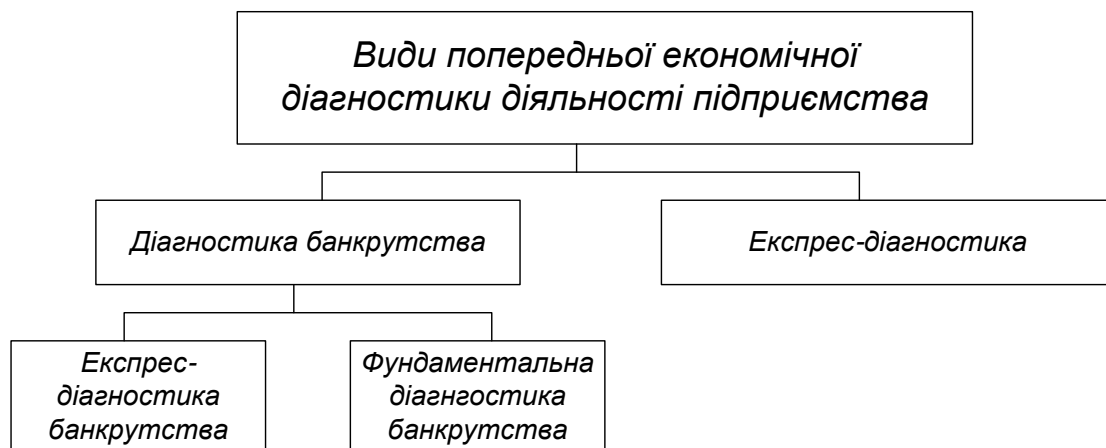 Види попередньої економічної
діагностики діяльності підприємства
Діагностика банкрутства
Експрес-діагностика
Експрес-
діагностика
банкрутства
Фундаментальна
діагнгостика
банкрутства